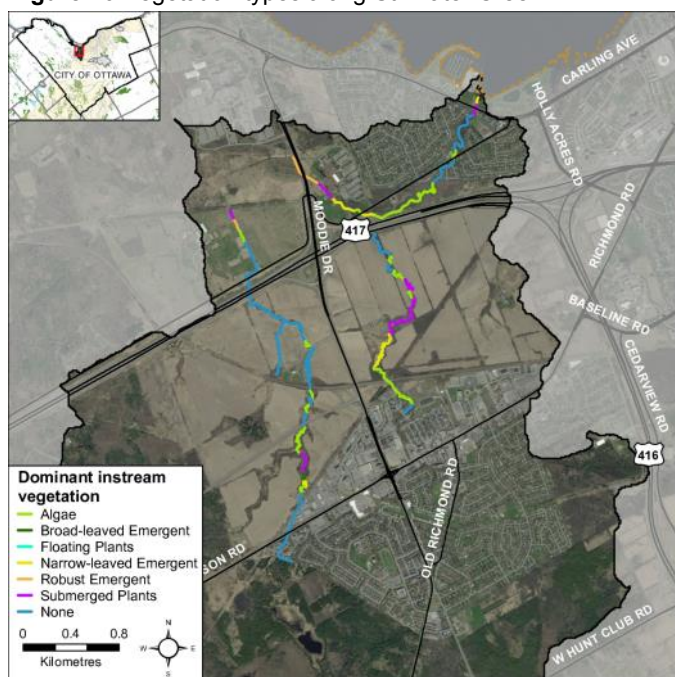 CITY OF OTTAWA
CARLING AVE
HOLLY ACRES RD
RICHMOND RD
MOODIE DR
417
BASELINE RD
CEDARVIEW RD
416
OLD RICHMOND RD
SON RD
W HUNT CLUB RD
Dominant instream
vegetation
Algae
Broad-leaved Emergent
Floating Plants
Narrow-leaved Emergent
Robust Emergent
Submerged Plants
None
0 0.4 0.8
Kilometres
N
W E
S